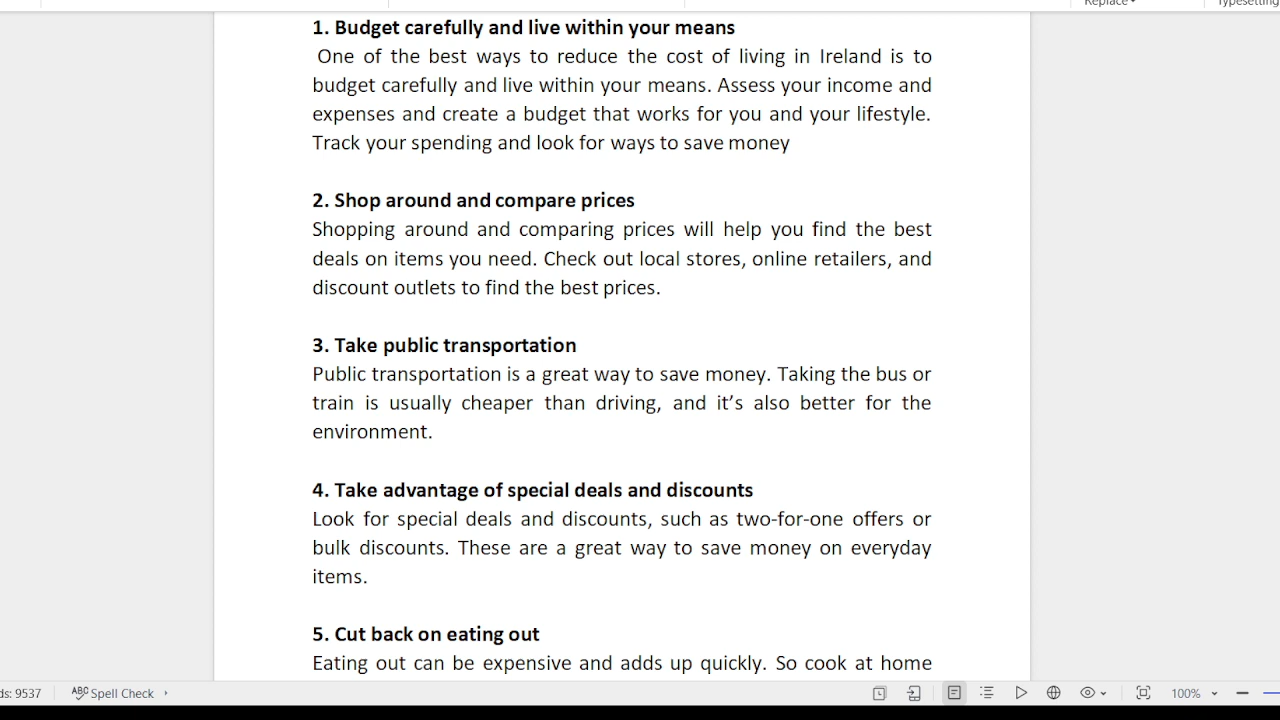 Replace
Typesetting
1. Budget carefully and live within your means
One of the best ways to reduce the cost of living in Ireland is to
budget carefully and live within your means. Assess your income and
expenses and create a budget that works for you and your lifestyle.
Track your spending and look for ways to save money
2. Shop around and compare prices
Shopping around and comparing prices will help you find the best
deals on items you need. Check out local stores, online retailers, and
discount outlets to find the best prices.
3. Take public transportation
Public transportation is a great way to save money. Taking the bus or
train is usually cheaper than driving, and it’s also better for the
environment.
4. Take advantage of special deals and discounts
Look for special deals and discounts, such as two-for-one offers or
bulk discounts. These are a great way to save money on everyday
items.
5. Cut back on eating out
Eating out can be expensive and adds up quickly. So cook at home
ds: 9537 ABC Spell Check 100%